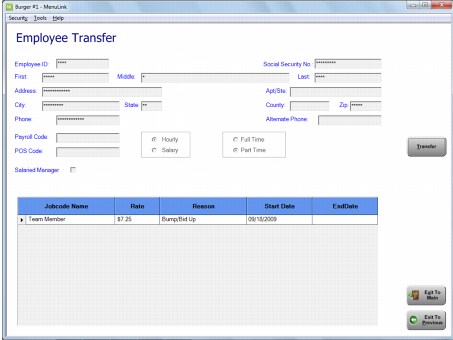 Burger #1 - MenuLink
Security Tools Help
Employee Transfer
Employee ID: **** Social Security No. *********
First: ***** Middle: * Last: ****
Address: ************* Apt/Ste:
City: ********* State: ** County: Zip: *****
Phone: ************* Alternate Phone:
Payroll Code: Hourly Full Time
POS Code: Salary Part Time
Transfer
Salaried Manager
Jobcode Name Rate Reason Start Date EndDate
Team Member $7.25 Bump/Bid Up 09/18/2009
Exit To Main
Exit To Previous